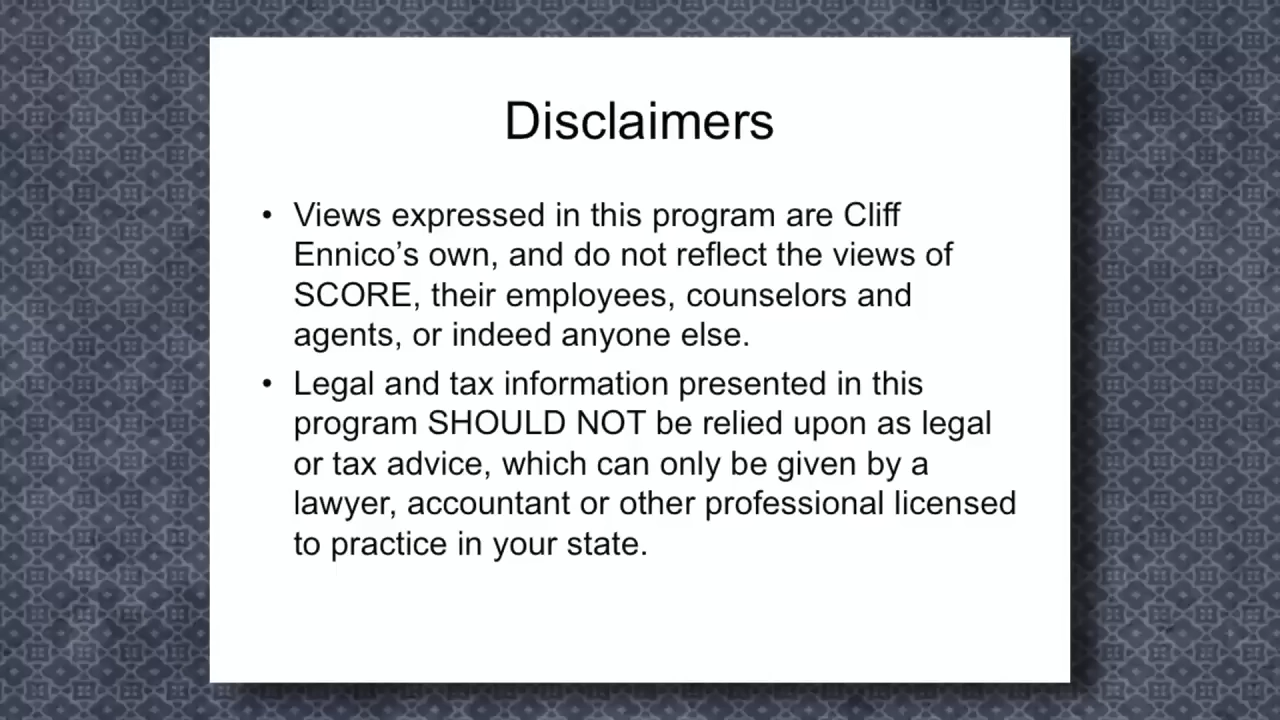 Disclaimers
• Views expressed in this program are Cliff
Ennico’s own, and do not reflect the views of
SCORE, their employees, counselors and
agents, or indeed anyone else.
• Legal and tax information presented in this
program SHOULD NOT be relied upon as legal
or tax advice, which can only be given by a
lawyer, accountant or other professional licensed
to practice in your state.